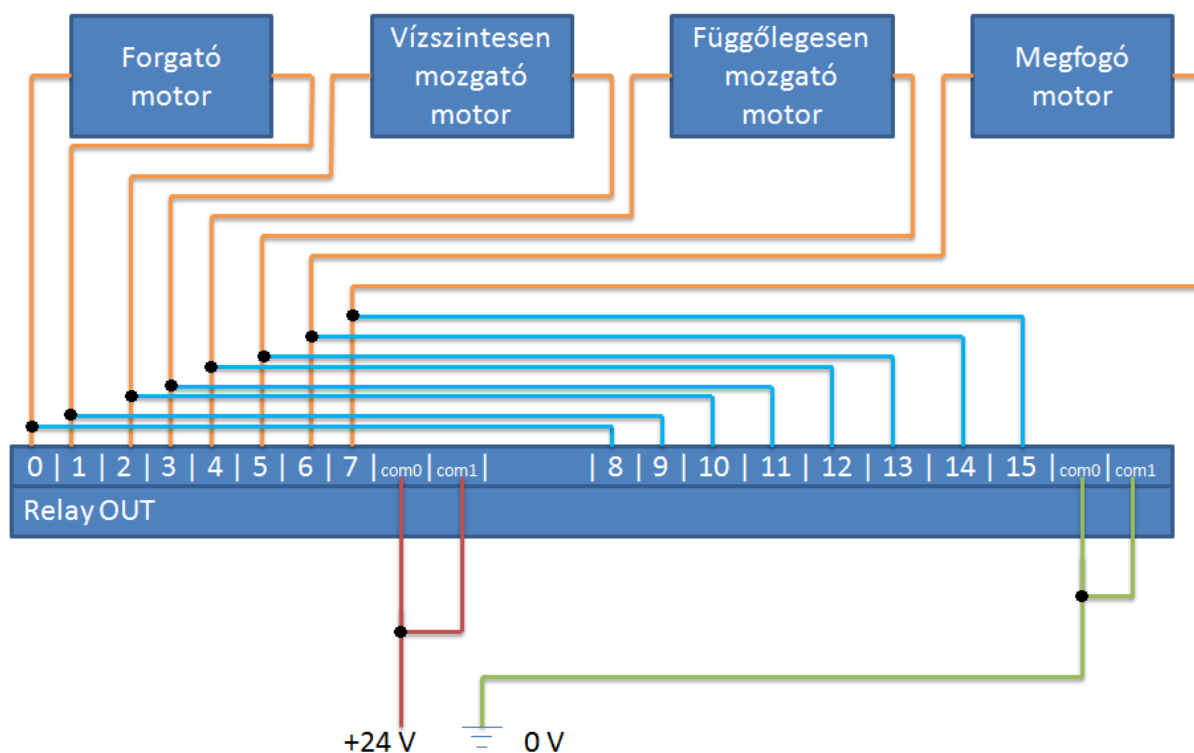 Forgató
motor
Vízszintesen
mozgató
motor
Függőlegesen
mozgató
motor
Megfogó
motor
0 | 1 | 2 | 3 | 4 | 5 | 6 | 7 | com0 | com1 | | 8 | 9 | 10 | 11 | 12 | 13 | 14 | 15 | com0 | com1 |
Relay OUT
+24 V 0 V